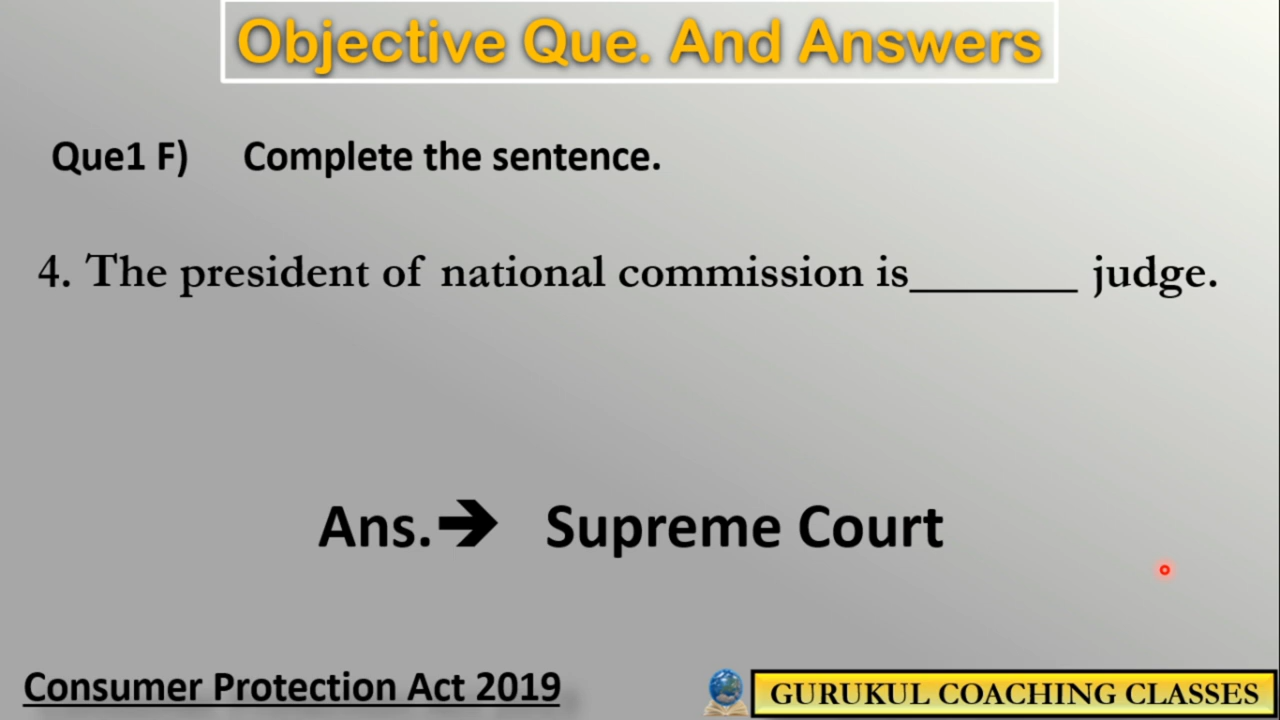 Objective Que. And Answers
Que1 F) Complete the sentence.
4. The president of national commission is_______ judge.
Ans.➔ Supreme Court
Consumer Protection Act 2019
GURUKUL COACHING CLASSES